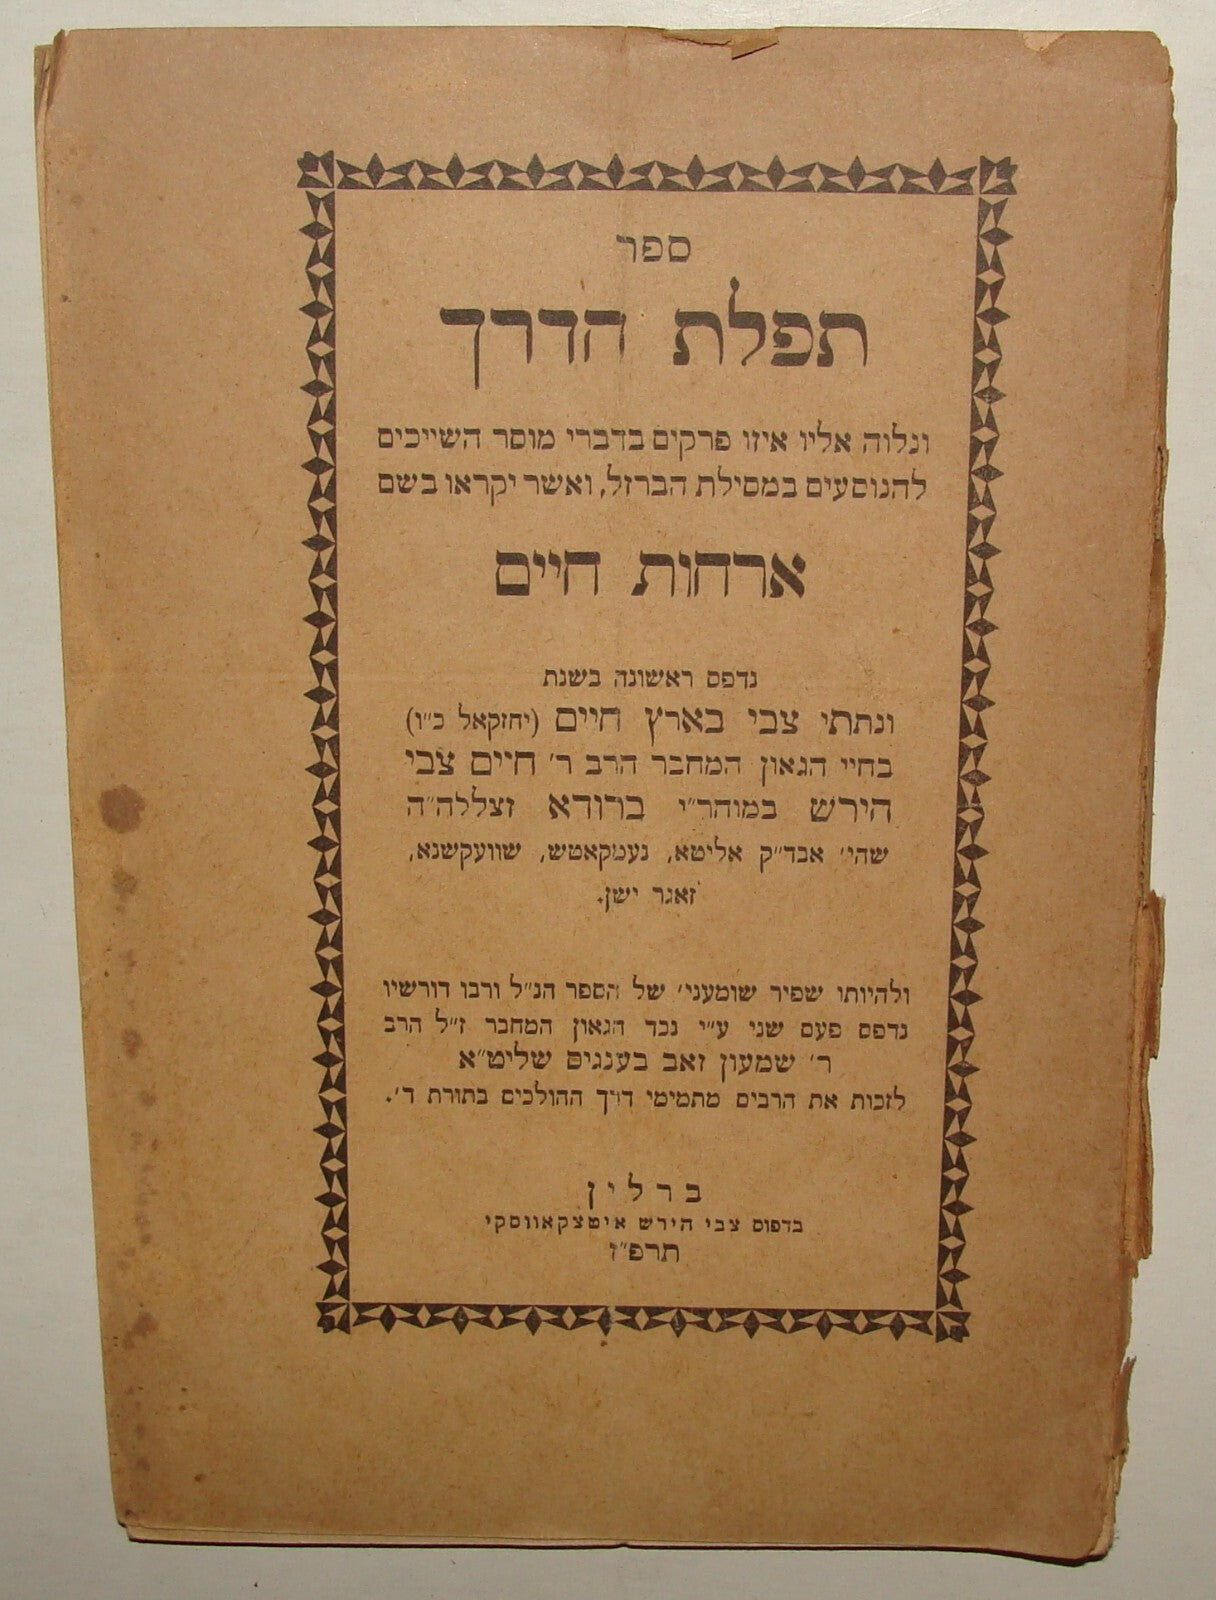 ספר
תפלת הדרך
ונלוה אליו איזו פרקים בדברי מוסר השייכים
להנוסעים במסילת הברזל, ואשר יקראו בשם
ארחות חיים
נדפס ראשונה בשנת
ונתתי צבי בארץ חיים (יחזקאל כ״ו)
בחיי הגאון המחבר הרב ר׳ חיים צבי
הירש במוהר״י ברודא זצללה״ה
שהי׳ אבד״ק אליטא, נעמקאטש, שוועקשנא,
זאגר ישן.
ולהיותו שפיר שומעני׳ של הספר הנ״ל ורבו דורשיו
נדפס פעם שני ע״י נכד הגאון המחבר ז״ל הרב
ר׳ שמעון זאב בענגיס שליט״א
לזכות את הרבים מתמימי דרך ההולכים בתורת ד׳.
ברלין
בדפוס צבי הירש איטצקאווסקי
תרפ״ז